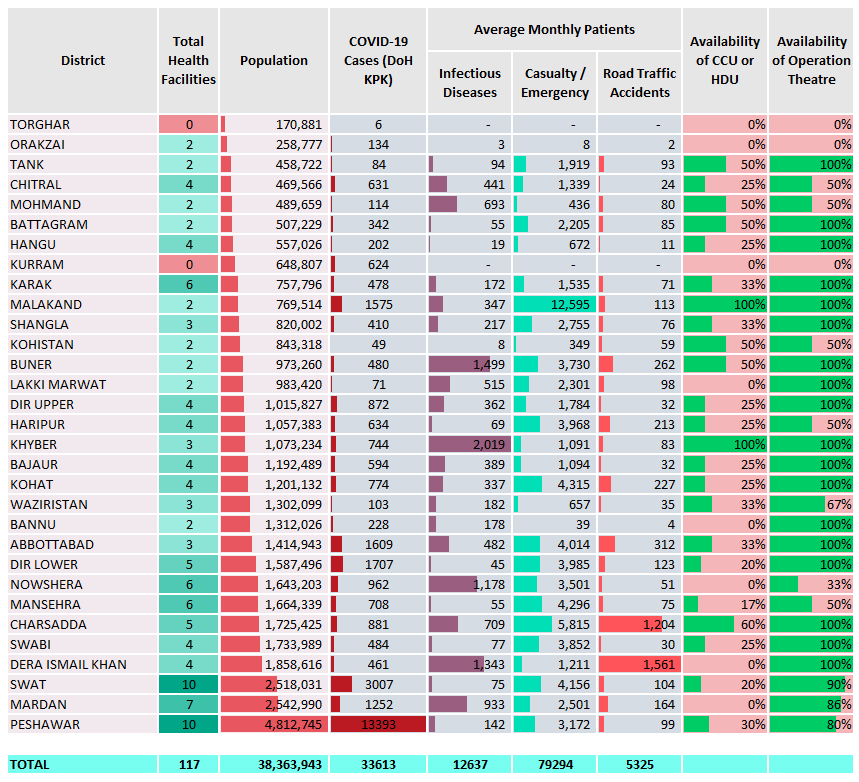 District Total Health Facilities Population COVID-19 Cases (DoH KPK) Average Monthly Patients Infectious Diseases Casualty / Emergency Road Traffic Accidents Availability of CCU or HDU Availability of Operation Theatre
TORGHAR 0 170,881 6 - - - 0% 0%
ORAKZAI 2 258,777 134 3 8 2 0% 0%
TANK 2 458,722 84 94 1,919 93 50% 100%
CHITRAL 4 469,566 631 441 1,339 24 25% 50%
MOHMAND 2 489,659 114 693 436 80 50% 50%
BATTAGRAM 2 507,229 342 55 2,205 85 50% 100%
HANGU 4 557,026 202 19 672 11 25% 100%
KURRAM 0 648,807 624 - - - 0% 0%
KARAK 6 757,796 478 172 1,535 71 33% 100%
MALAKAND 2 769,514 1575 347 12,595 113 100% 100%
SHANGLA 3 820,002 410 217 2,755 76 33% 100%
KOHISTAN 2 843,318 49 8 349 59 50% 50%
BUNER 2 973,260 480 1,499 3,730 262 50% 100%
LAKKI MARWAT 2 983,420 71 515 2,301 98 0% 100%
DIR UPPER 4 1,015,827 872 362 1,784 32 25% 100%
HARIPUR 4 1,057,383 634 69 3,968 213 25% 50%
KHYBER 3 1,073,234 744 2,019 1,091 83 100% 100%
BAJAUR 4 1,192,489 594 389 1,094 32 25% 100%
KOHAT 4 1,201,132 774 337 4,315 227 25% 100%
WAZIRISTAN 3 1,302,099 103 182 657 35 33% 67%
BANNU 2 1,312,026 228 178 39 4 0% 100%
ABBOTTABAD 3 1,414,943 1609 482 4,014 312 33% 100%
DIR LOWER 5 1,587,496 1707 45 3,985 123 20% 100%
NOWSHERA 6 1,643,203 962 1,178 3,501 51 0% 33%
MANSEHRA 6 1,664,339 708 55 4,296 75 17% 50%
CHARSADDA 5 1,725,425 881 709 5,815 1,204 60% 100%
SWABI 4 1,733,989 484 77 3,852 30 25% 100%
DERA ISMAIL KHAN 4 1,858,616 461 1,343 1,211 1,561 0% 100%
SWAT 10 2,518,031 3007 75 4,156 104 20% 90%
MARDAN 7 2,542,990 1252 933 2,501 164 0% 86%
PESHAWAR 10 4,812,745 13393 142 3,172 99 30% 80%
TOTAL 117 38,363,943 33613 12637 79294 5325